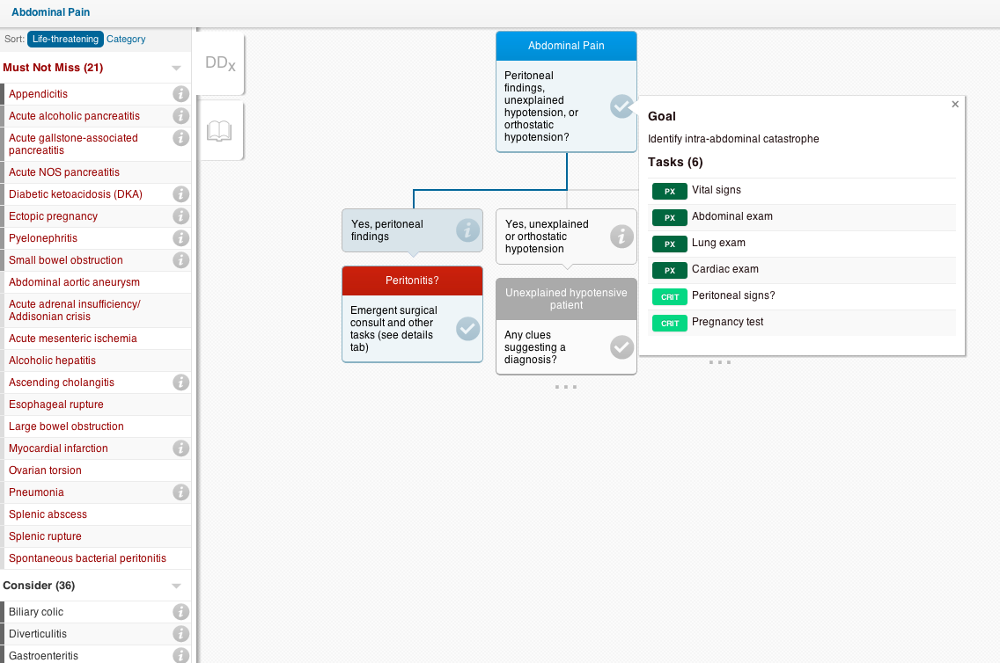 Abdominal Pain
Sort: Life-threatening Category
Must Not Miss (21)
Appendicitis
Acute alcoholic pancreatitis
Acute gallstone-associated
pancreatitis
Acute NOS pancreatitis
Diabetic ketoacidosis (DKA)
Ectopic pregnancy
Pyelonephritis
Small bowel obstruction
Abdominal aortic aneurysm
Acute adrenal insufficiency/
Addisonian crisis
Acute mesenteric ischemia
Alcoholic hepatitis
Ascending cholangitis
Esophageal rupture
Large bowel obstruction
Myocardial infarction
Ovarian torsion
Pneumonia
Splenic abscess
Splenic rupture
Spontaneous bacterial peritonitis
Consider (36)
Biliary colic
Diverticulitis
Gastroenteritis
DDx
Abdominal Pain
Peritoneal
findings,
unexplained
hypotension, or
orthostatic
hypotension?
Yes, peritoneal
findings
Peritonitis?
Emergent surgical
consult and other
tasks (see details
tab)
Yes, unexplained
or orthostatic
hypotension
Unexplained hypotensive
patient
Any clues
suggesting a
diagnosis?
Goal
Identify intra-abdominal catastrophe
Tasks (6)
PX Vital signs
PX Abdominal exam
PX Lung exam
PX Cardiac exam
CRIT Peritoneal signs?
CRIT Pregnancy test